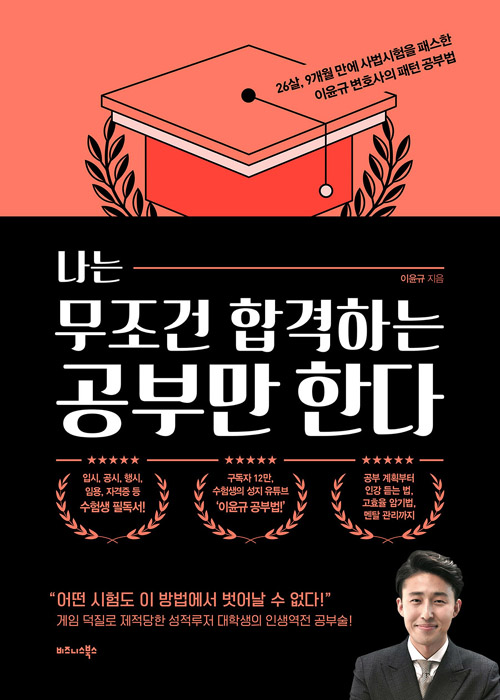 26살, 9개월 만에 사법시험을 패스한
이윤규 변호사의 패턴 공부법
나는
이윤규 지음
무조건 합격하는
공부만 한다
★★★★★
입시, 공시, 행시,
임용, 자격증 등
수험생 필독서!
★★★★★
구독자 12만,
수험생의 성지 유튜브
‘이윤규 공부법!’
★★★★★
공부 계획부터
인강 듣는 법,
고효율 암기법,
멘탈 관리까지
“어떤 시험도 이 방법에서 벗어날 수 없다!”
게임 덕질로 제적당한 성적루저 대학생의 인생역전 공부술!
비즈니스북스